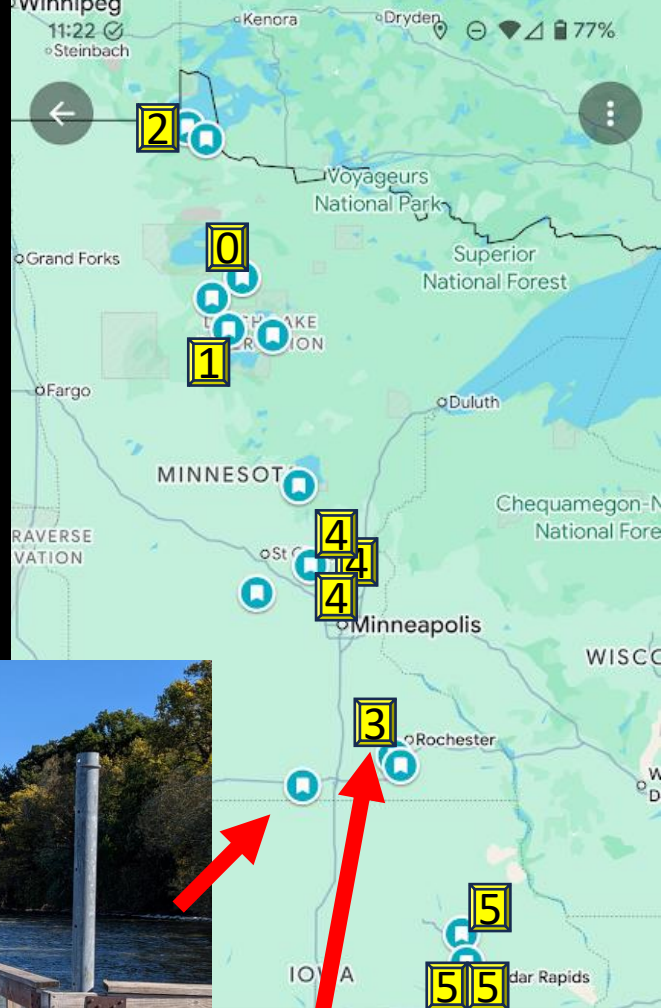 Winnipeg
11:22
Kenora
Dryden
77%
Steinbach
2
Voyageurs
National Park
0
Grand Forks
Superior
National Forest
AKE
ION
1
Fargo
Duluth
MINNESOT
Chequamegon-N
National Fore
RAVERSE
VATION
4
St C
4
4
Minneapolis
WISCO
3
Rochester
W
D
5
IOWA
5
5
dar Rapids